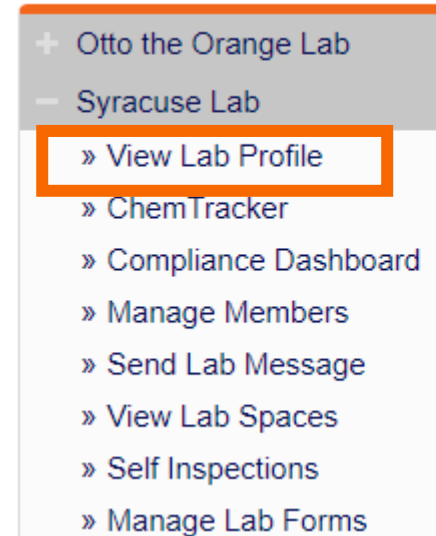 + Otto the Orange Lab
− Syracuse Lab
» View Lab Profile
» ChemTracker
» Compliance Dashboard
» Manage Members
» Send Lab Message
» View Lab Spaces
» Self Inspections
» Manage Lab Forms